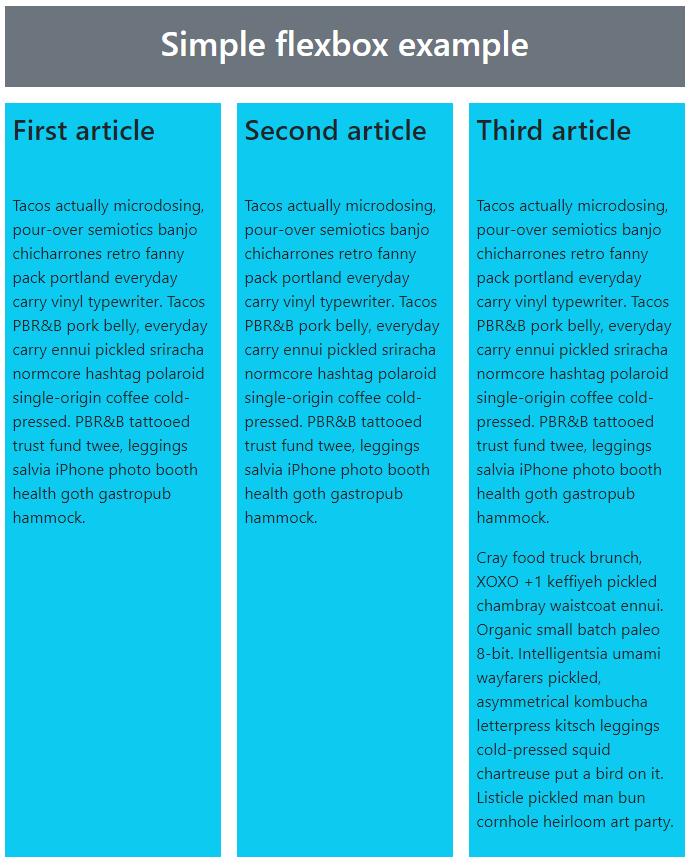 Simple flexbox example
First article
Tacos actually microdosing,
pour-over semiotics banjo
chicharrones retro fanny
pack portland everyday
carry vinyl typewriter. Tacos
PBR&B pork belly, everyday
carry ennui pickled sriracha
normcore hashtag polaroid
single-origin coffee cold-
pressed. PBR&B tattooed
trust fund twee, leggings
salvia iPhone photo booth
health goth gastropub
hammock.
Second article
Tacos actually microdosing,
pour-over semiotics banjo
chicharrones retro fanny
pack portland everyday
carry vinyl typewriter. Tacos
PBR&B pork belly, everyday
carry ennui pickled sriracha
normcore hashtag polaroid
single-origin coffee cold-
pressed. PBR&B tattooed
trust fund twee, leggings
salvia iPhone photo booth
health goth gastropub
hammock.
Third article
Tacos actually microdosing,
pour-over semiotics banjo
chicharrones retro fanny
pack portland everyday
carry vinyl typewriter. Tacos
PBR&B pork belly, everyday
carry ennui pickled sriracha
normcore hashtag polaroid
single-origin coffee cold-
pressed. PBR&B tattooed
trust fund twee, leggings
salvia iPhone photo booth
health goth gastropub
hammock.
Cray food truck brunch,
XOXO +1 keffiyeh pickled
chambray waistcoat ennui.
Organic small batch paleo
8-bit. Intelligentsia umami
wayfarers pickled,
asymmetrical kombucha
letterpress kitsch leggings
cold-pressed squid
chartreuse put a bird on it.
Listicle pickled man bun
cornhole heirloom art party.